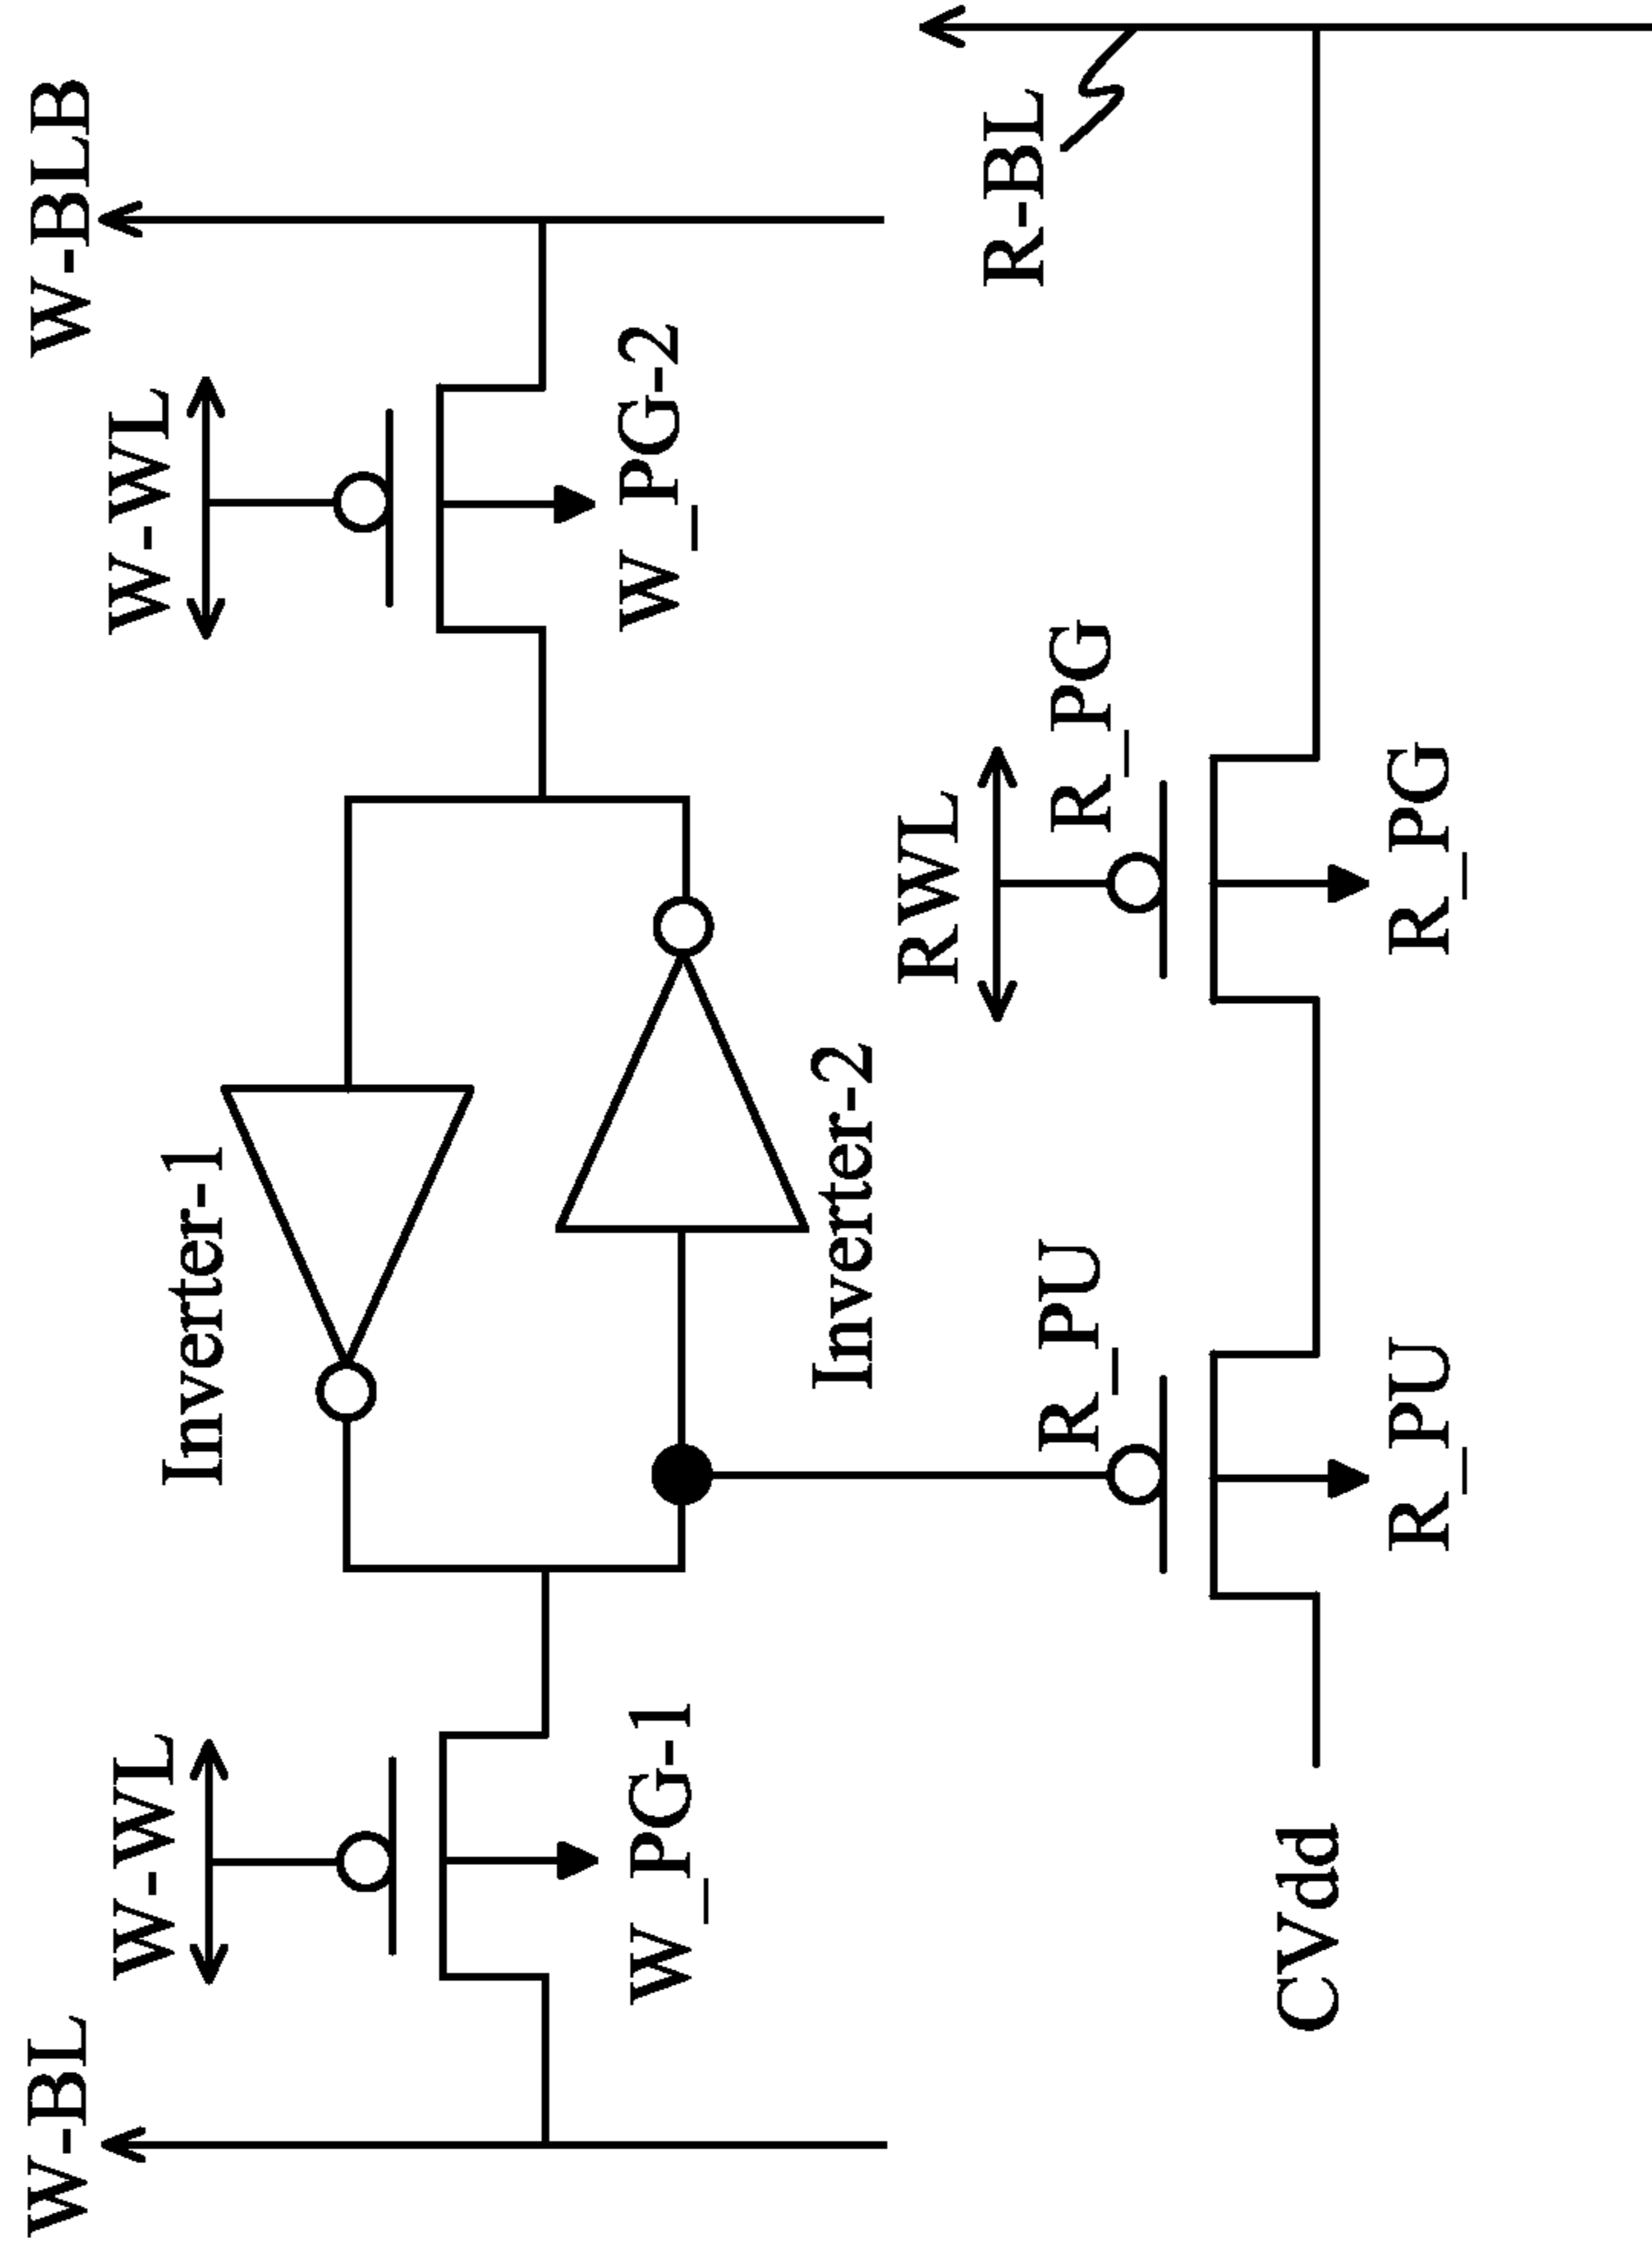 W-BL
W-BLB
W-WL
W-WL
Inverter-1
W_PG-1
W_PG-2
Inverter-2
RWL
R-BL
R_PU
R_PG
CVdd
R_PU
R_PG